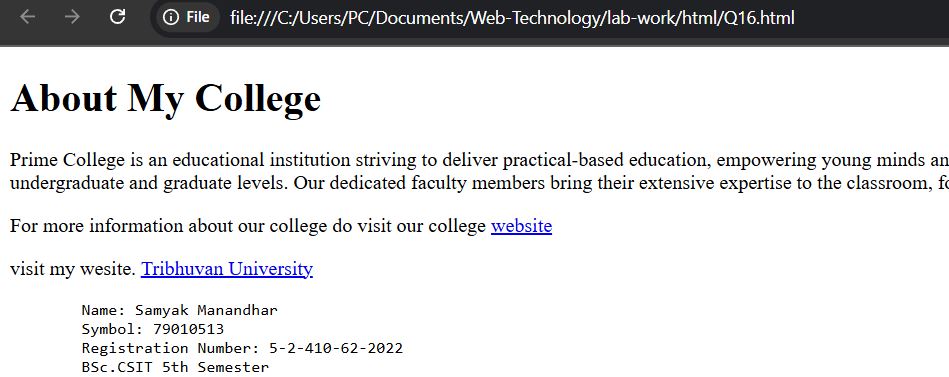 File file:///C:/Users/PC/Documents/Web-Technology/lab-work/html/Q16.html
About My College
Prime College is an educational institution striving to deliver practical-based education, empowering young minds an
undergraduate and graduate levels. Our dedicated faculty members bring their extensive expertise to the classroom, fo
For more information about our college do visit our college website
visit my wesite. Tribhuvan University
Name: Samyak Manandhar
Symbol: 79010513
Registration Number: 5-2-410-62-2022
BSc.CSIT 5th Semester